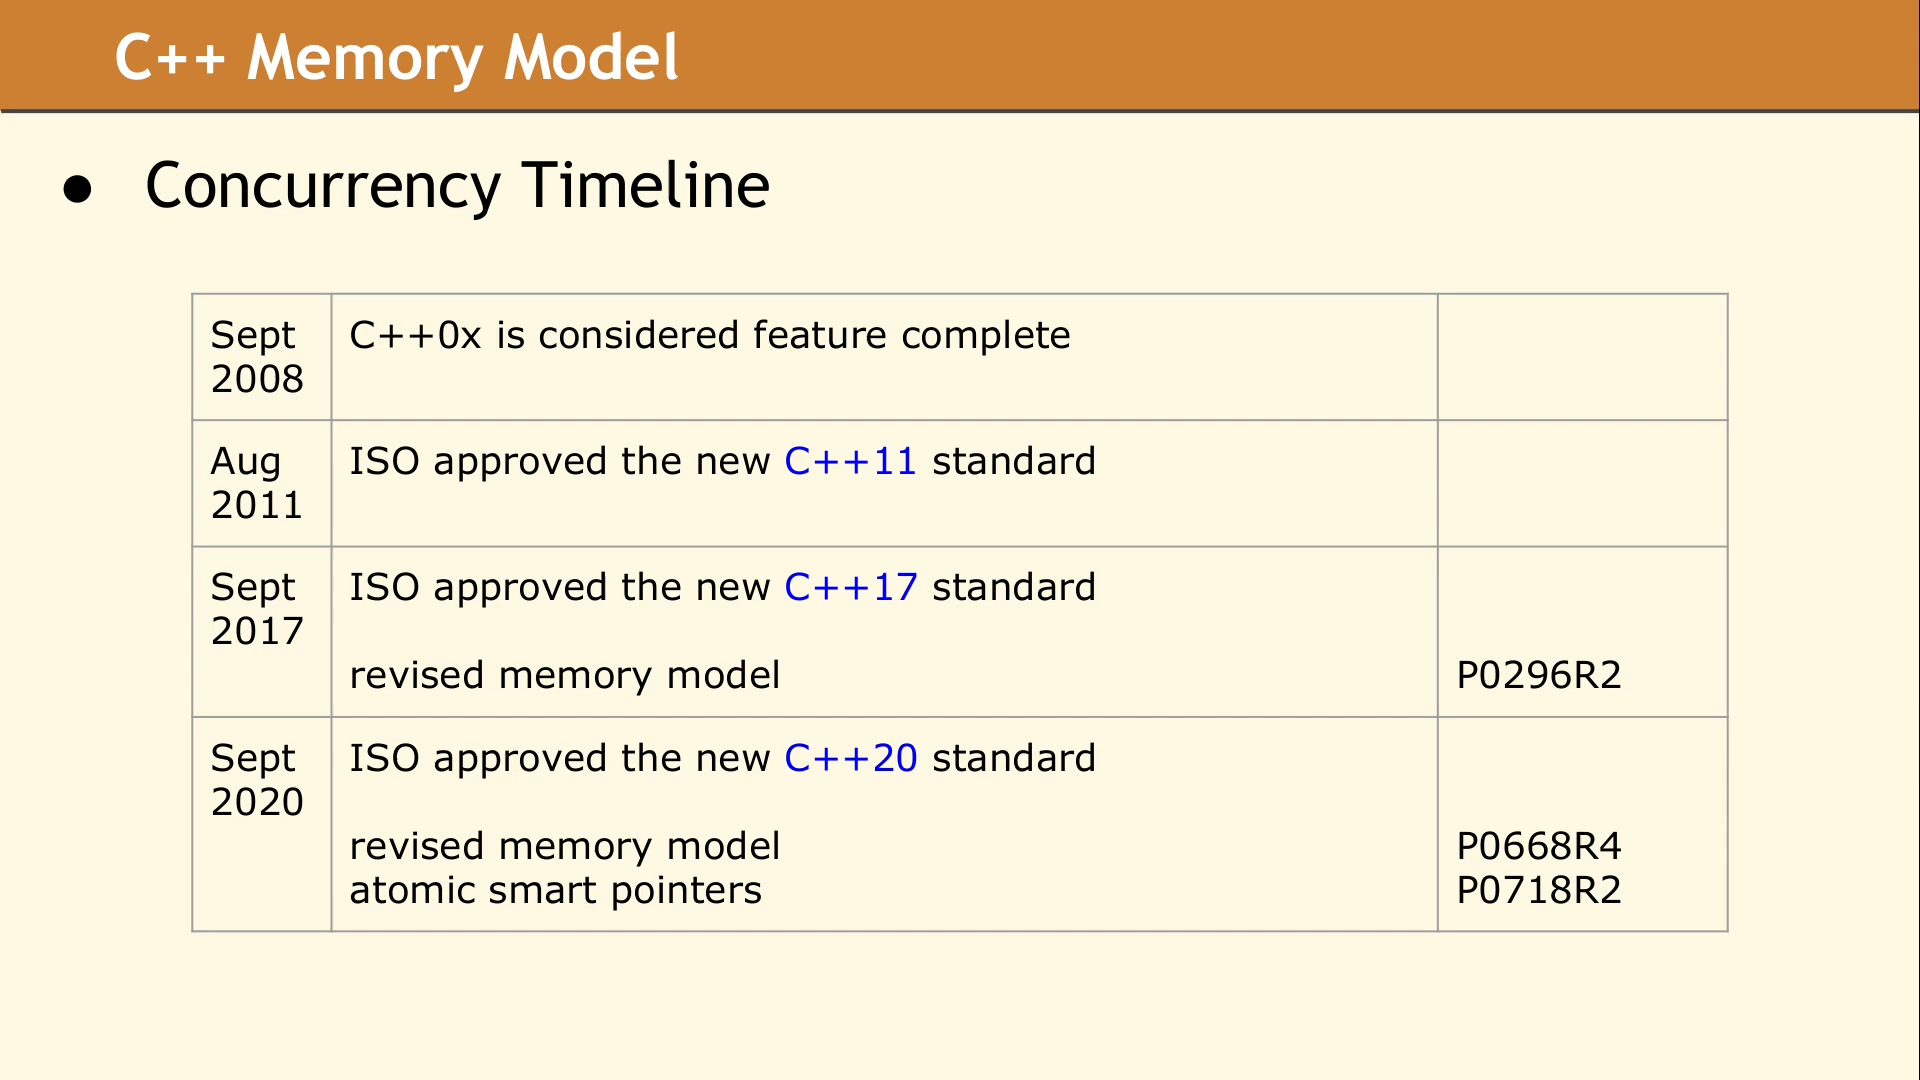 C++ Memory Model
● Concurrency Timeline
Sept 2008 C++0x is considered feature complete
Aug 2011 ISO approved the new C++11 standard
Sept 2017 ISO approved the new C++17 standard
revised memory model P0296R2
Sept 2020 ISO approved the new C++20 standard
revised memory model P0668R4
atomic smart pointers P0718R2